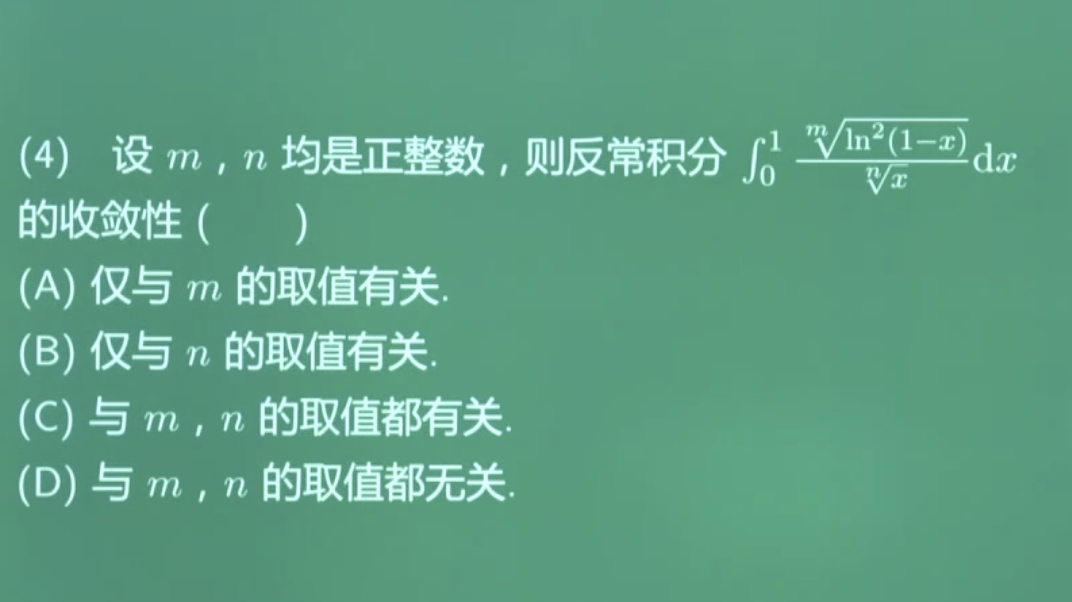 (4) 设 m , n 均是正整数 , 则反常积分 $\int_0^1 \frac{\sqrt[m]{\ln^2(1-x)}}{\sqrt[n]{x}} \mathrm{d}x$
的收敛性 (  )
(A) 仅与 m 的取值有关.
(B) 仅与 n 的取值有关.
(C) 与 m , n 的取值都有关.
(D) 与 m , n 的取值都无关.